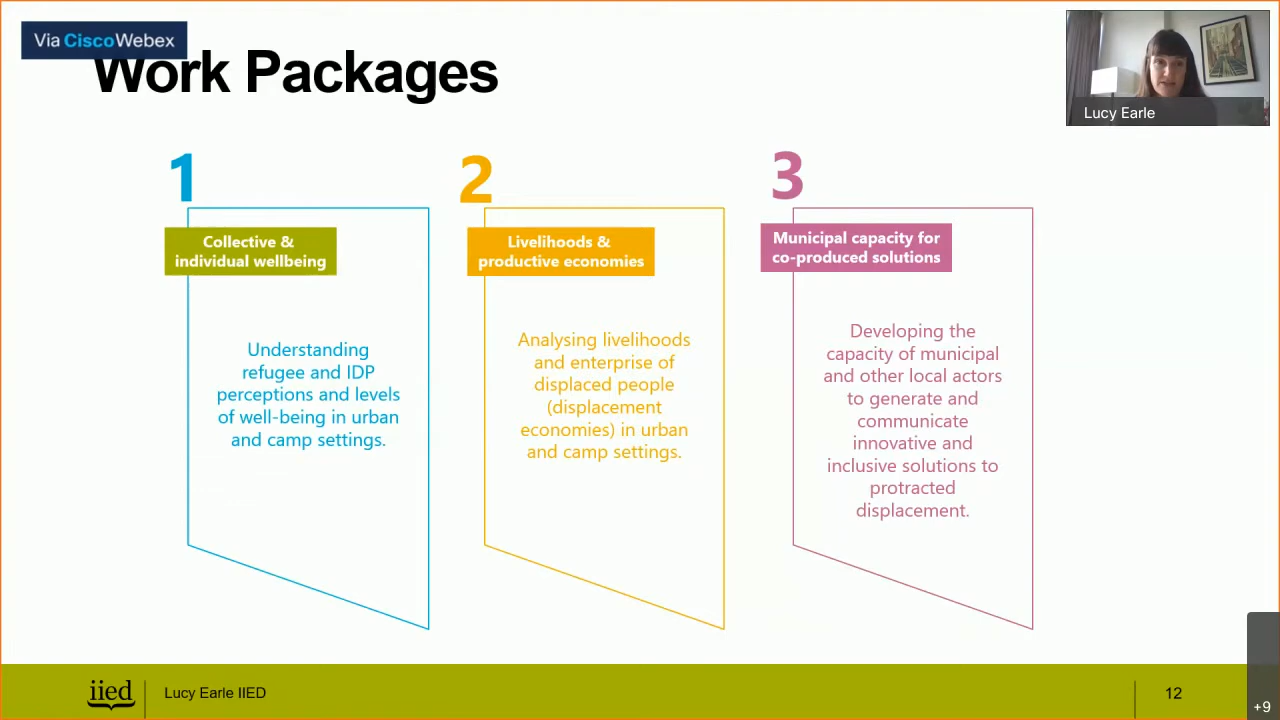 Via Cisco Webex
Work Packages
Lucy Earle
1
Collective &
individual wellbeing
Understanding
refugee and IDP
perceptions and levels
of well-being in urban
and camp settings.
2
Livelihoods &
productive economies
Analysing livelihoods
and enterprise of
displaced people
(displacement
economies) in urban
and camp settings.
3
Municipal capacity for
co-produced solutions
Developing the
capacity of municipal
and other local actors
to generate and
communicate
innovative and
inclusive solutions to
protracted
displacement.
iied
Lucy Earle IIED
12
+9